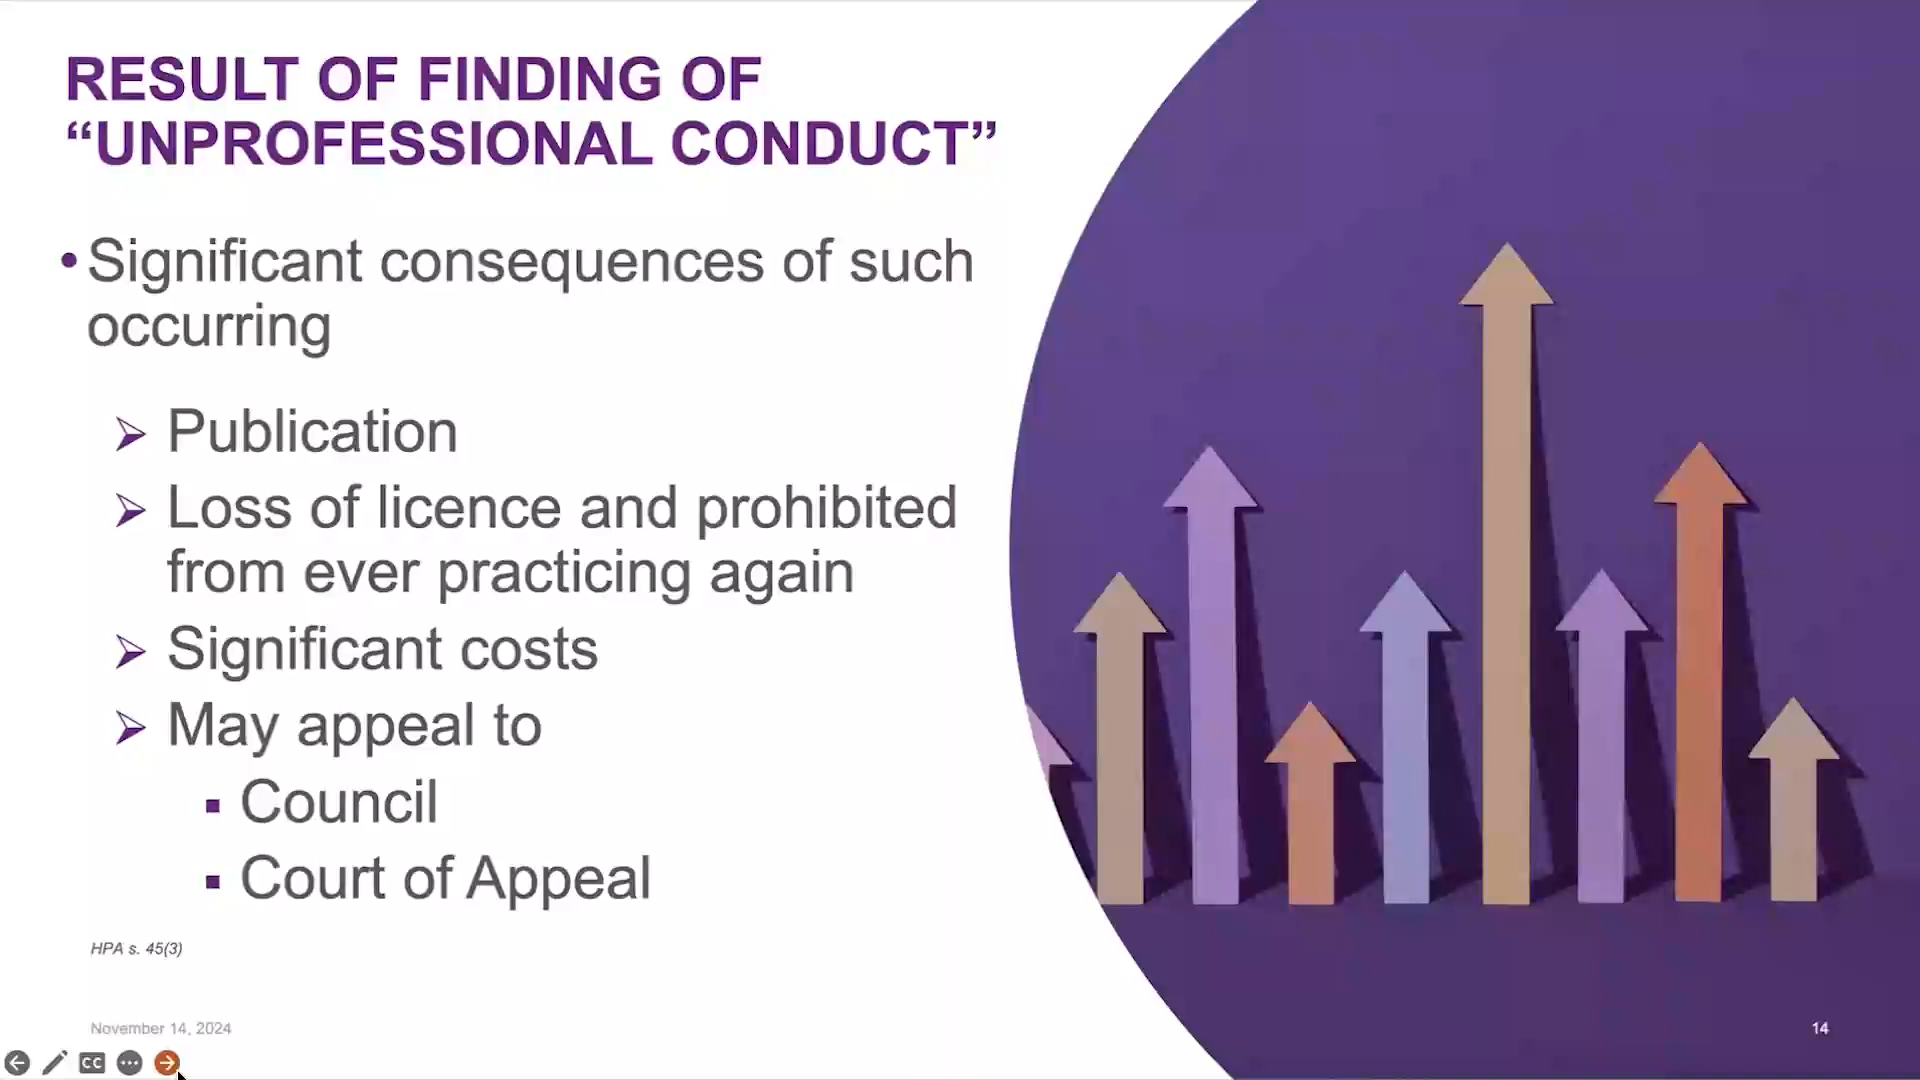 RESULT OF FINDING OF
“UNPROFESSIONAL CONDUCT”
• Significant consequences of such
occurring
➢ Publication
➢ Loss of licence and prohibited
from ever practicing again
➢ Significant costs
➢ May appeal to
▪ Council
▪ Court of Appeal
HPA s. 45(3)
November 14, 2024
14
CC